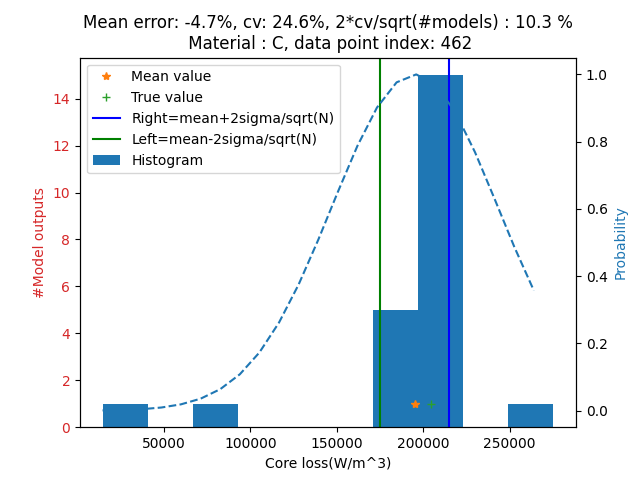 Mean error: -4.7%, cv: 24.6%, 2*cv/sqrt(#models) : 10.3 %
Material : C, data point index: 462
Mean value
True value
Right=mean+2sigma/sqrt(N)
Left=mean-2sigma/sqrt(N)
Histogram
#Model outputs
14
12
10
8
6
4
2
0
1.0
0.8
0.6
0.4
0.2
0.0
Probability
50000 100000 150000 200000 250000
Core loss(W/m^3)